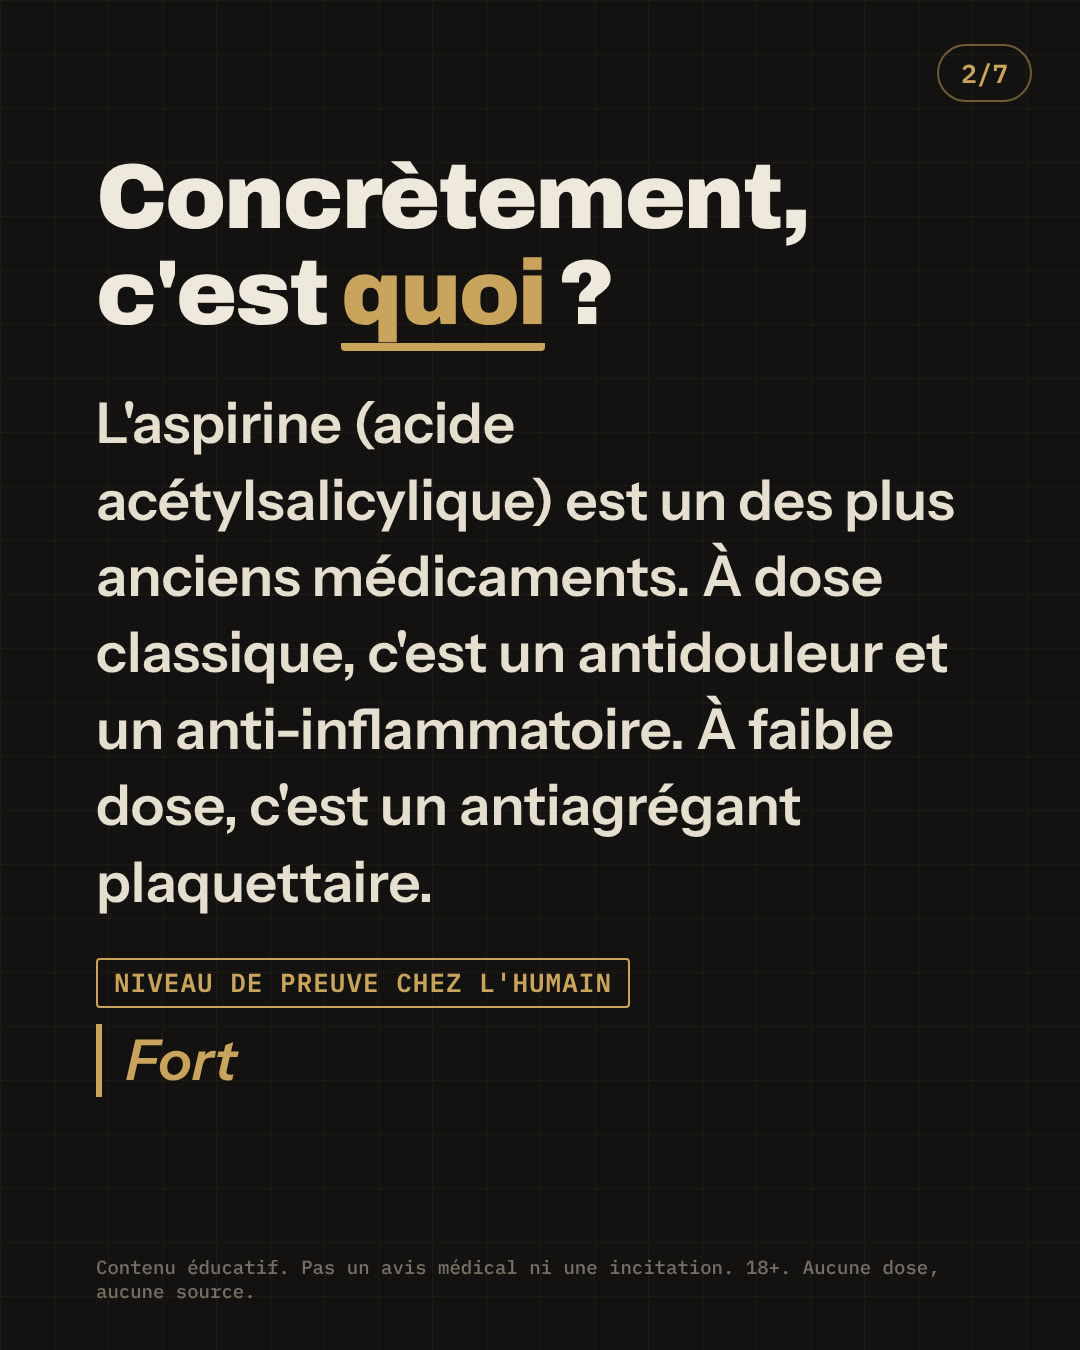 2/7
Concrètement,
c'est quoi ?
L'aspirine (acide
acétylsalicylique) est un des plus
anciens médicaments. À dose
classique, c'est un antidouleur et
un anti-inflammatoire. À faible
dose, c'est un antiagrégant
plaquettaire.
NIVEAU DE PREUVE CHEZ L'HUMAIN
Fort
Contenu éducatif. Pas un avis médical ni une incitation. 18+. Aucune dose,
aucune source.